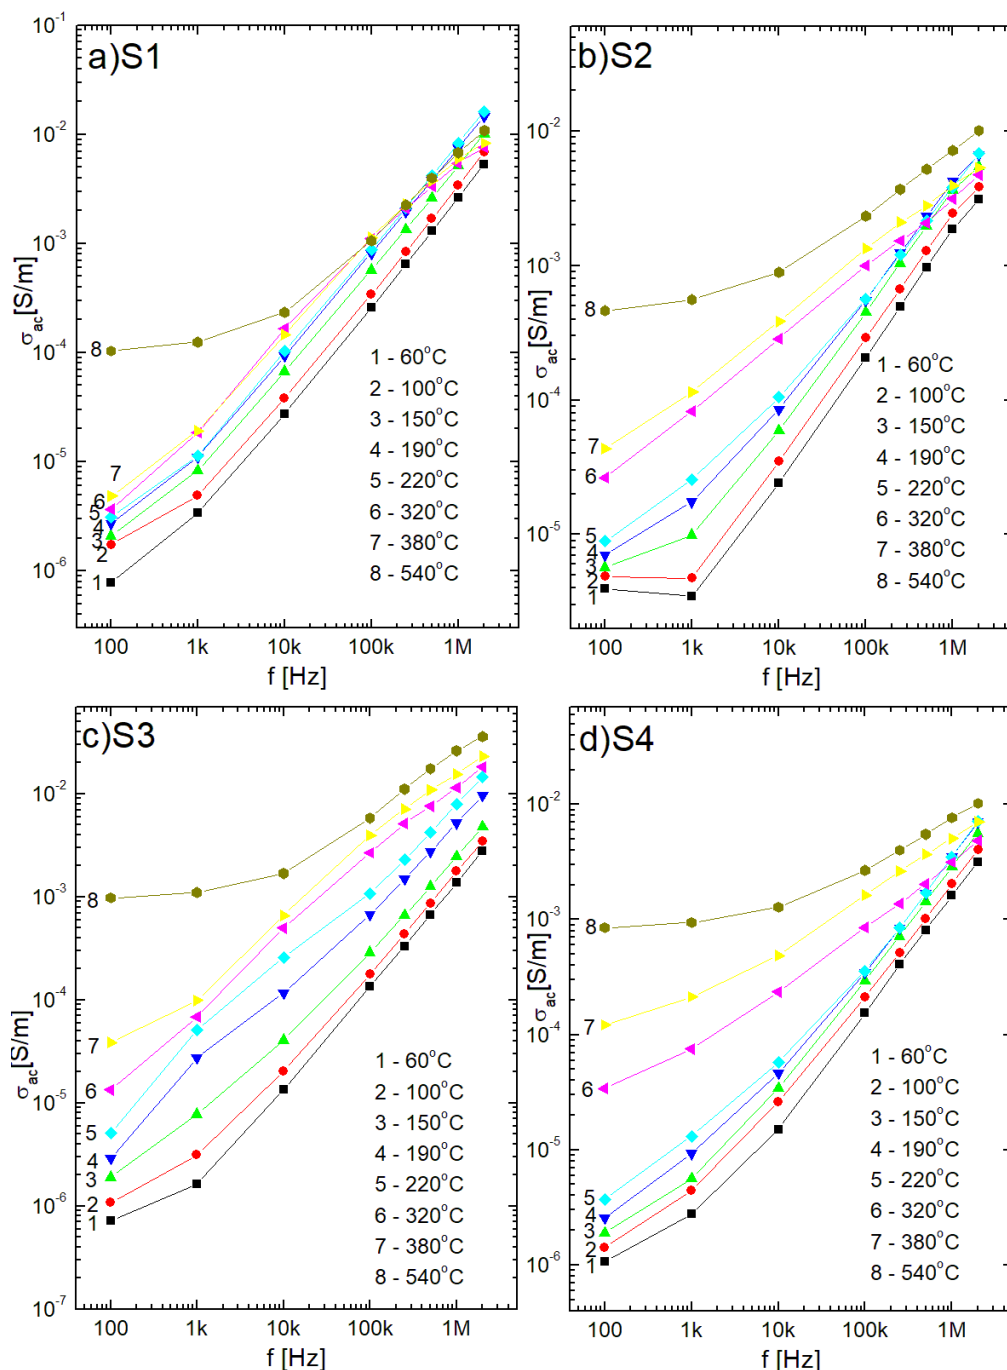 a)S1
10⁻¹
10⁻²
10⁻³
10⁻⁴
10⁻⁵
10⁻⁶
σac[S/m]
8
7
6
5
4
3
2
1
1 - 60°C
2 - 100°C
3 - 150°C
4 - 190°C
5 - 220°C
6 - 320°C
7 - 380°C
8 - 540°C
100 1k 10k 100k 1M
f [Hz]
b)S2
10⁻²
10⁻³
10⁻⁴
10⁻⁵
σac[S/m]
8
7
6
5
4
3
2
1
1 - 60°C
2 - 100°C
3 - 150°C
4 - 190°C
5 - 220°C
6 - 320°C
7 - 380°C
8 - 540°C
100 1k 10k 100k 1M
f [Hz]
c)S3
10⁻²
10⁻³
10⁻⁴
10⁻⁵
10⁻⁶
10⁻⁷
σac[S/m]
8
7
6
5
4
3
2
1
1 - 60°C
2 - 100°C
3 - 150°C
4 - 190°C
5 - 220°C
6 - 320°C
7 - 380°C
8 - 540°C
100 1k 10k 100k 1M
f [Hz]
d)S4
10⁻²
10⁻³
10⁻⁴
10⁻⁵
10⁻⁶
σac[S/m]
8
7
6
5
4
3
2
1
1 - 60°C
2 - 100°C
3 - 150°C
4 - 190°C
5 - 220°C
6 - 320°C
7 - 380°C
8 - 540°C
100 1k 10k 100k 1M
f [Hz]